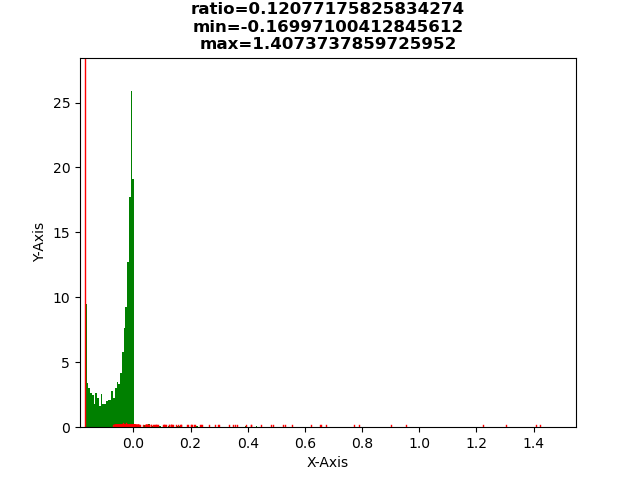 ratio=0.12077175825834274
min=-0.16997100412845612
max=1.4073737859725952
25
20
15
10
5
0
Y-Axis
0.0 0.2 0.4 0.6 0.8 1.0 1.2 1.4
X-Axis